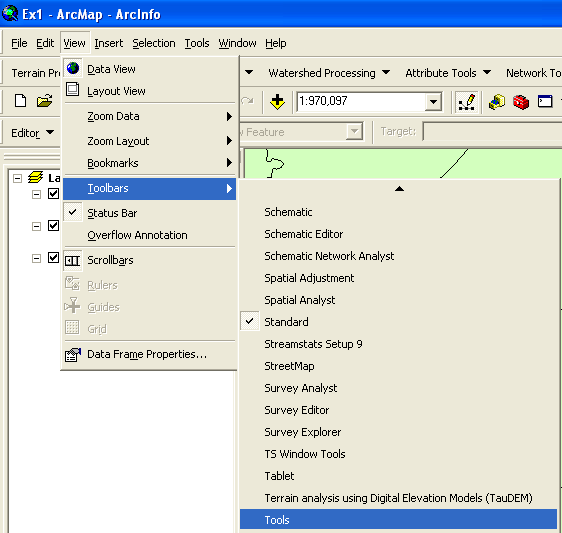 Ex1 - ArcMap - ArcInfo
File Edit View Insert Selection Tools Window Help
Terrain Pr Watershed Processing Attribute Tools Network To
1:970,097
Editor Feature Target:
Data View
Layout View
Zoom Data
Zoom Layout
Bookmarks
Toolbars
Status Bar
Overflow Annotation
Scrollbars
Rulers
Guides
Grid
Data Frame Properties...
La
Schematic
Schematic Editor
Schematic Network Analyst
Spatial Adjustment
Spatial Analyst
Standard
Streamstats Setup 9
StreetMap
Survey Analyst
Survey Editor
Survey Explorer
TS Window Tools
Tablet
Terrain analysis using Digital Elevation Models (TauDEM)
Tools